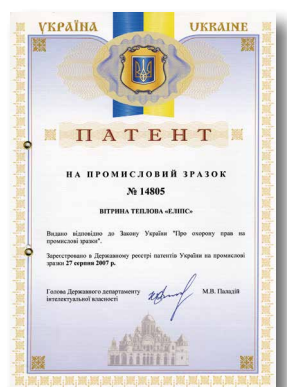 УКРАЇНА UKRAINE
ПАТЕНТ
НА ПРОМИСЛОВИЙ ЗРАЗОК
№ 14805
ВІТРИНА ТЕПЛОВА «ЕЛІПС»
Видано відповідно до Закону України "Про охорону прав на
промислові зразки".
Зареєстровано в Державному реєстрі патентів України на промислові
зразки 27 серпня 2007 р.
Голова Державного департаменту
інтелектуальної власності М.В. Паладій